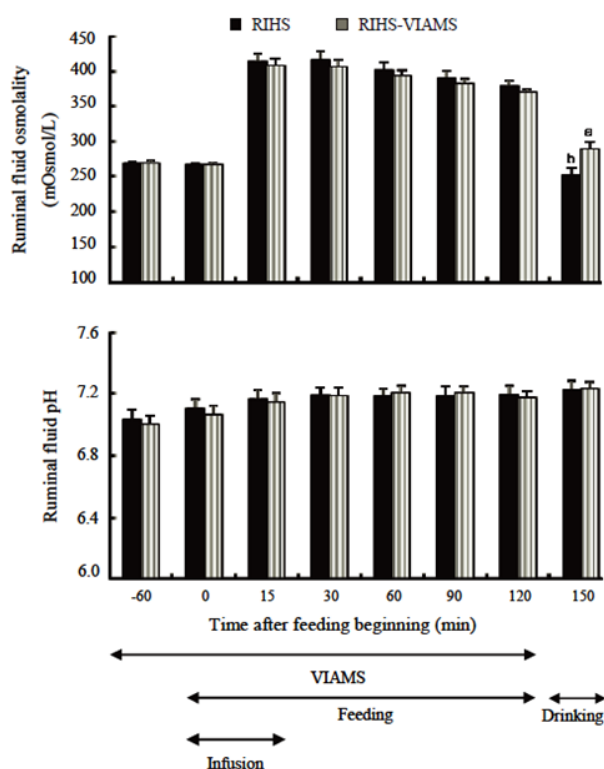 RIHS RIHS-VIAMS
Ruminal fluid osmolality
(mOsmol/L)
450
400
350
300
250
200
150
100
h
a
Ruminal fluid pH
7.6
7.2
6.8
6.4
6.0
-60 0 15 30 60 90 120 150
Time after feeding beginning (min)
VIAMS
Feeding
Drinking
Infusion